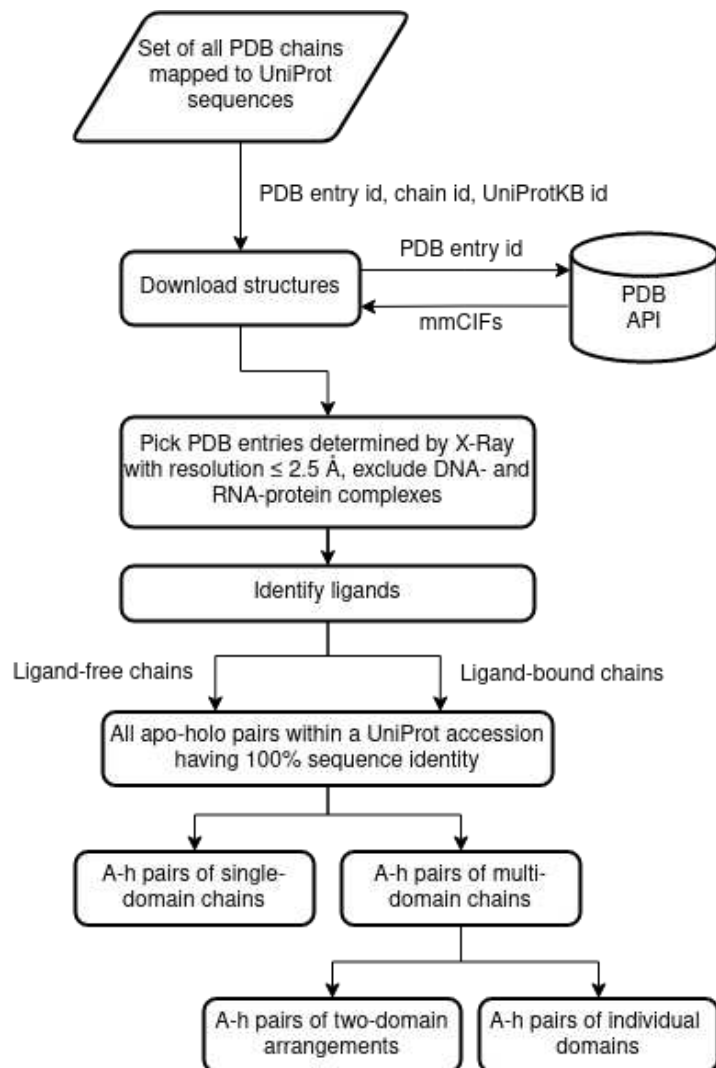 Set of all PDB chains
mapped to UniProt
sequences
PDB entry id, chain id, UniProtKB id
Download structures
PDB entry id
mmCIFs
PDB
API
Pick PDB entries determined by X-Ray
with resolution ≤ 2.5 Å, exclude DNA- and
RNA-protein complexes
Identify ligands
Ligand-free chains
Ligand-bound chains
All apo-holo pairs within a UniProt accession
having 100% sequence identity
A-h pairs of single-
domain chains
A-h pairs of multi-
domain chains
A-h pairs of two-domain
arrangements
A-h pairs of individual
domains